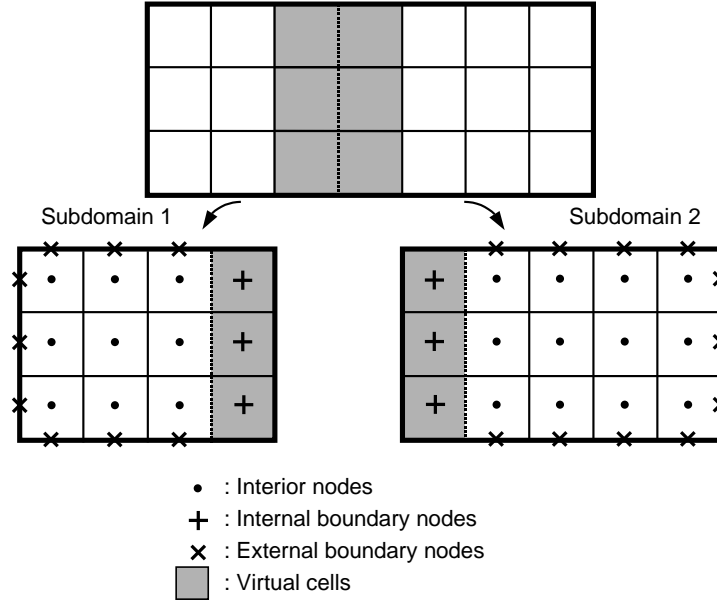 Subdomain 1
Subdomain 2
: Interior nodes
: Internal boundary nodes
: External boundary nodes
: Virtual cells